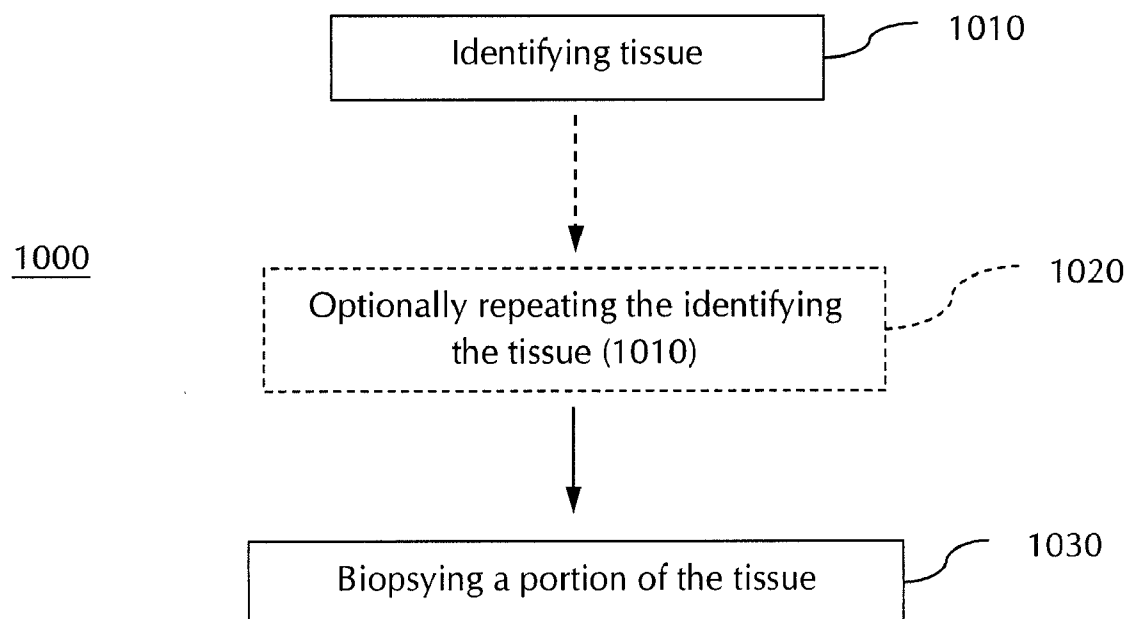 Identifying tissue
1010
1000
Optionally repeating the identifying
the tissue (1010)
1020
Biopsying a portion of the tissue
1030